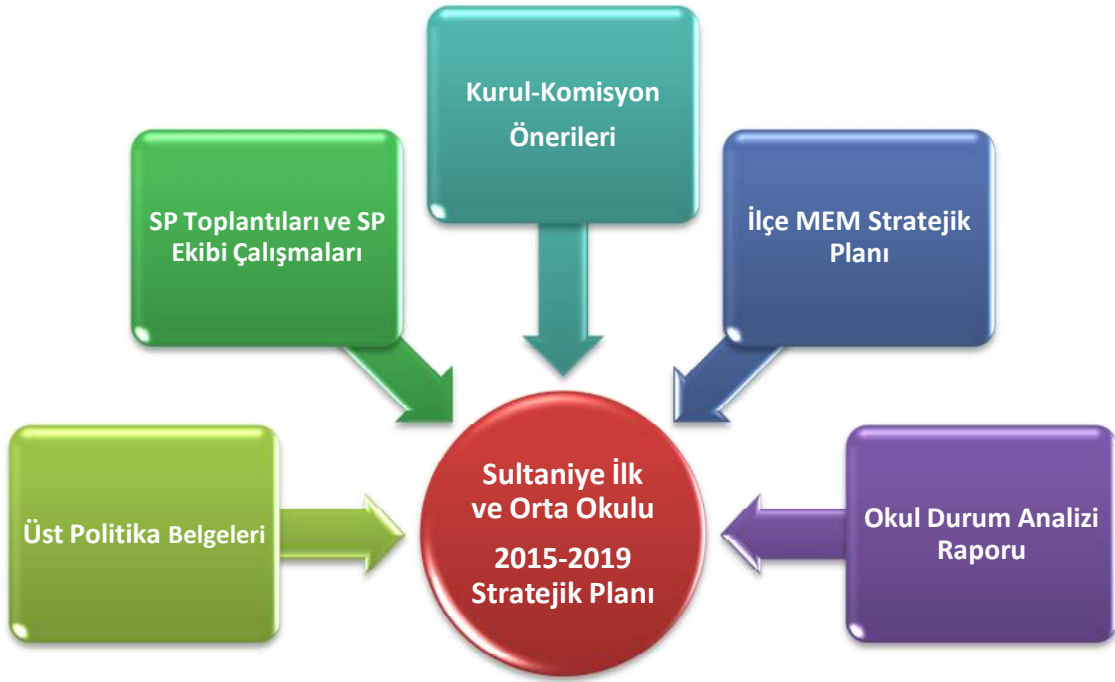 Kurul-Komisyon
Önerileri
SP Toplantıları ve SP
Ekibi Çalışmaları
İlçe MEM Stratejik
Planı
Üst Politika Belgeleri
Sultaniye İlk
ve Orta Okulu
2015-2019
Stratejik Planı
Okul Durum Analizi
Raporu